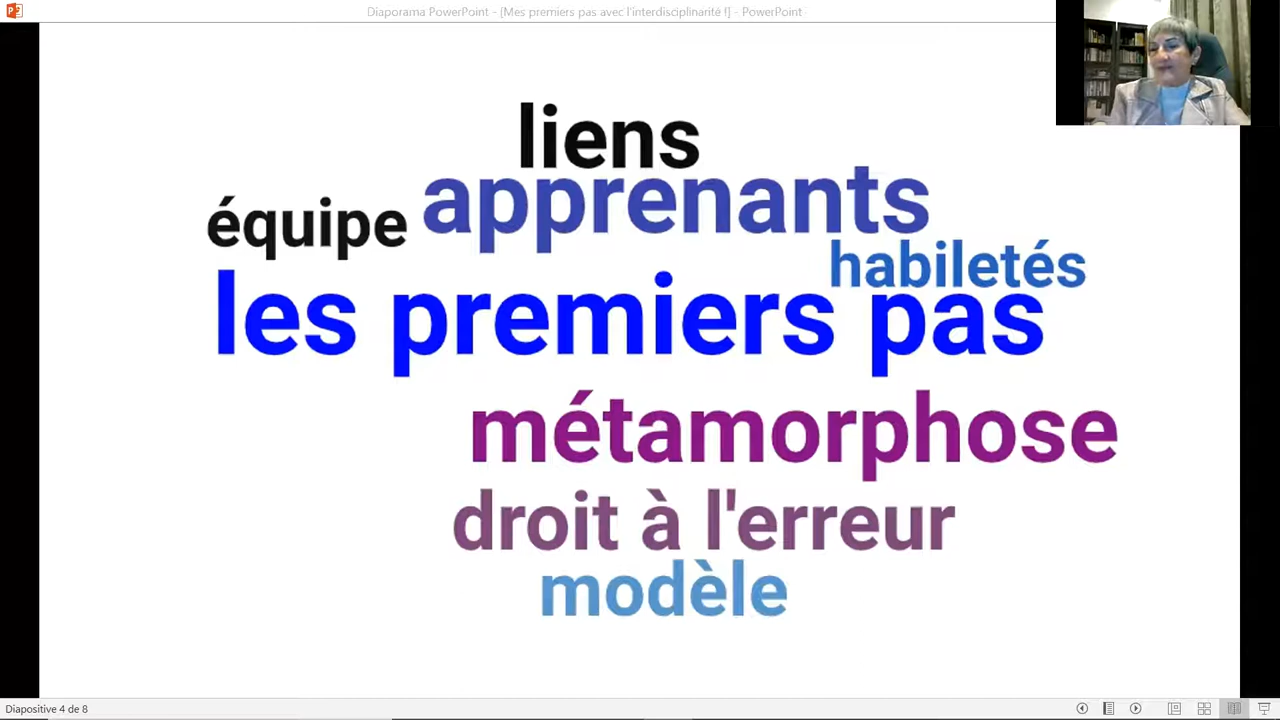 Diaporama PowerPoint - [Mes premiers pas avec l'interdisciplinarité !] - PowerPoint
liens
apprenants
équipe
habiletés
les premiers pas
métamorphose
droit à l'erreur
modèle
Diapositive 4 de 8